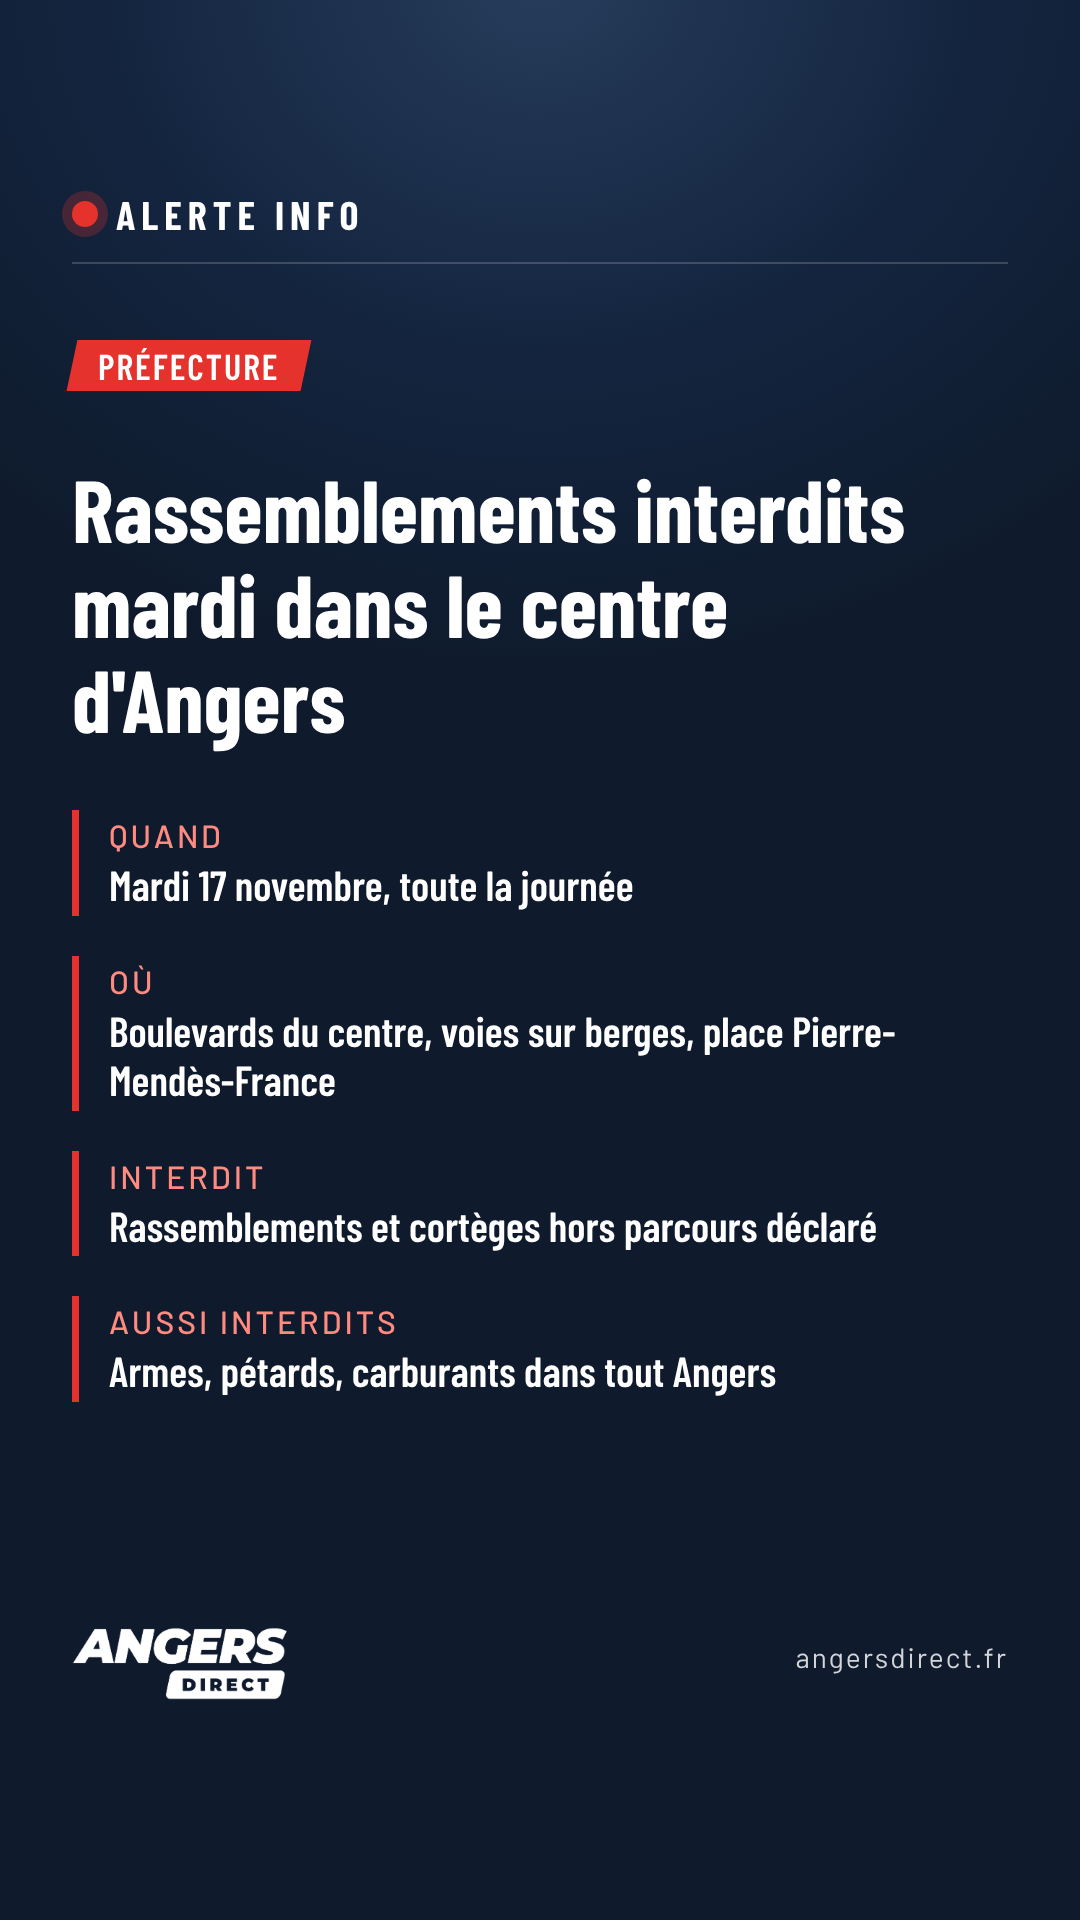 ALERTE INFO
PRÉFECTURE
Rassemblements interdits
mardi dans le centre
d'Angers
QUAND
Mardi 17 novembre, toute la journée
OÙ
Boulevards du centre, voies sur berges, place Pierre-
Mendès-France
INTERDIT
Rassemblements et cortèges hors parcours déclaré
AUSSI INTERDITS
Armes, pétards, carburants dans tout Angers
ANGERS
DIRECT
angersdirect.fr